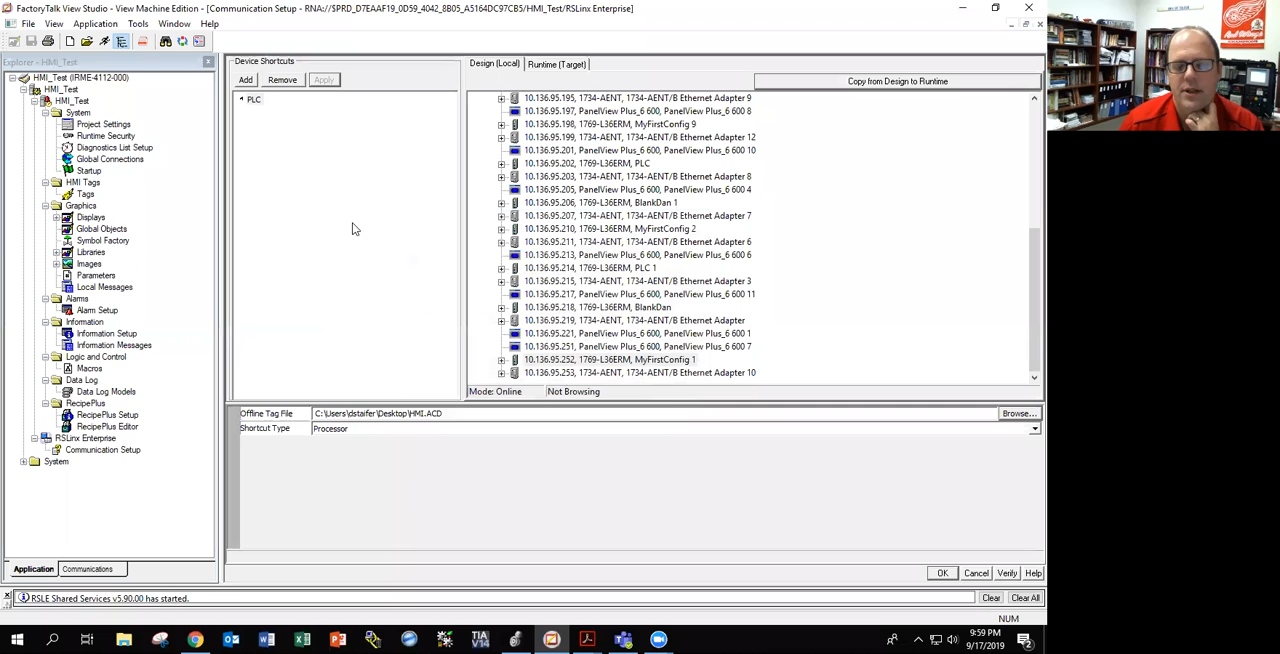 FactoryTalk View Studio - View Machine Edition - [Communication Setup - RNA://$PRD_D7EAAF19_0D59_4042_8B05_A5164DC97CB5/HMI_Test/RSLinx Enterprise]
File View Application Tools Window Help
Explorer - HMI_Test
HMI_Test (IRME-4112-000)
HMI_Test
HMI_Test
System
Project Settings
Runtime Security
Diagnostics List Setup
Global Connections
Startup
HMI Tags
Tags
Graphics
Displays
Global Objects
Symbol Factory
Libraries
Images
Parameters
Local Messages
Alarms
Alarm Setup
Information
Information Setup
Information Messages
Logic and Control
Macros
Data Log
Data Log Models
RecipePlus
RecipePlus Setup
RecipePlus Editor
RSLinx Enterprise
Communication Setup
System
Application Communications
Device Shortcuts
Add Remove Apply
PLC
Design (Local) Runtime (Target)
Copy from Design to Runtime
10.136.95.195, 1734-AENT, 1734-AENT/B Ethernet Adapter 9
10.136.95.197, PanelView Plus_6 600, PanelView Plus_6 600 8
10.136.95.198, 1769-L36ERM, MyFirstConfig 9
10.136.95.199, 1734-AENT, 1734-AENT/B Ethernet Adapter 12
10.136.95.201, PanelView Plus_6 600, PanelView Plus_6 600 10
10.136.95.202, 1769-L36ERM, PLC
10.136.95.203, 1734-AENT, 1734-AENT/B Ethernet Adapter 8
10.136.95.205, PanelView Plus_6 600, PanelView Plus_6 600 4
10.136.95.206, 1769-L36ERM, BlankDan 1
10.136.95.207, 1734-AENT, 1734-AENT/B Ethernet Adapter 7
10.136.95.210, 1769-L36ERM, MyFirstConfig 2
10.136.95.211, 1734-AENT, 1734-AENT/B Ethernet Adapter 6
10.136.95.213, PanelView Plus_6 600, PanelView Plus_6 600 6
10.136.95.214, 1769-L36ERM, PLC 1
10.136.95.215, 1734-AENT, 1734-AENT/B Ethernet Adapter 3
10.136.95.217, PanelView Plus_6 600, PanelView Plus_6 600 11
10.136.95.218, 1769-L36ERM, BlankDan
10.136.95.219, 1734-AENT, 1734-AENT/B Ethernet Adapter
10.136.95.221, PanelView Plus_6 600, PanelView Plus_6 600 1
10.136.95.251, PanelView Plus_6 600, PanelView Plus_6 600 7
10.136.95.252, 1769-L36ERM, MyFirstConfig 1
10.136.95.253, 1734-AENT, 1734-AENT/B Ethernet Adapter 10
Mode: Online Not Browsing
Offline Tag File C:\Users\dstaifer\Desktop\HMI.ACD Browse...
Shortcut Type Processor
OK Cancel Verify Help
RSLE Shared Services v5.90.00 has started. Clear Clear All
NUM
TIA V14
9:59 PM
9/17/2019
2